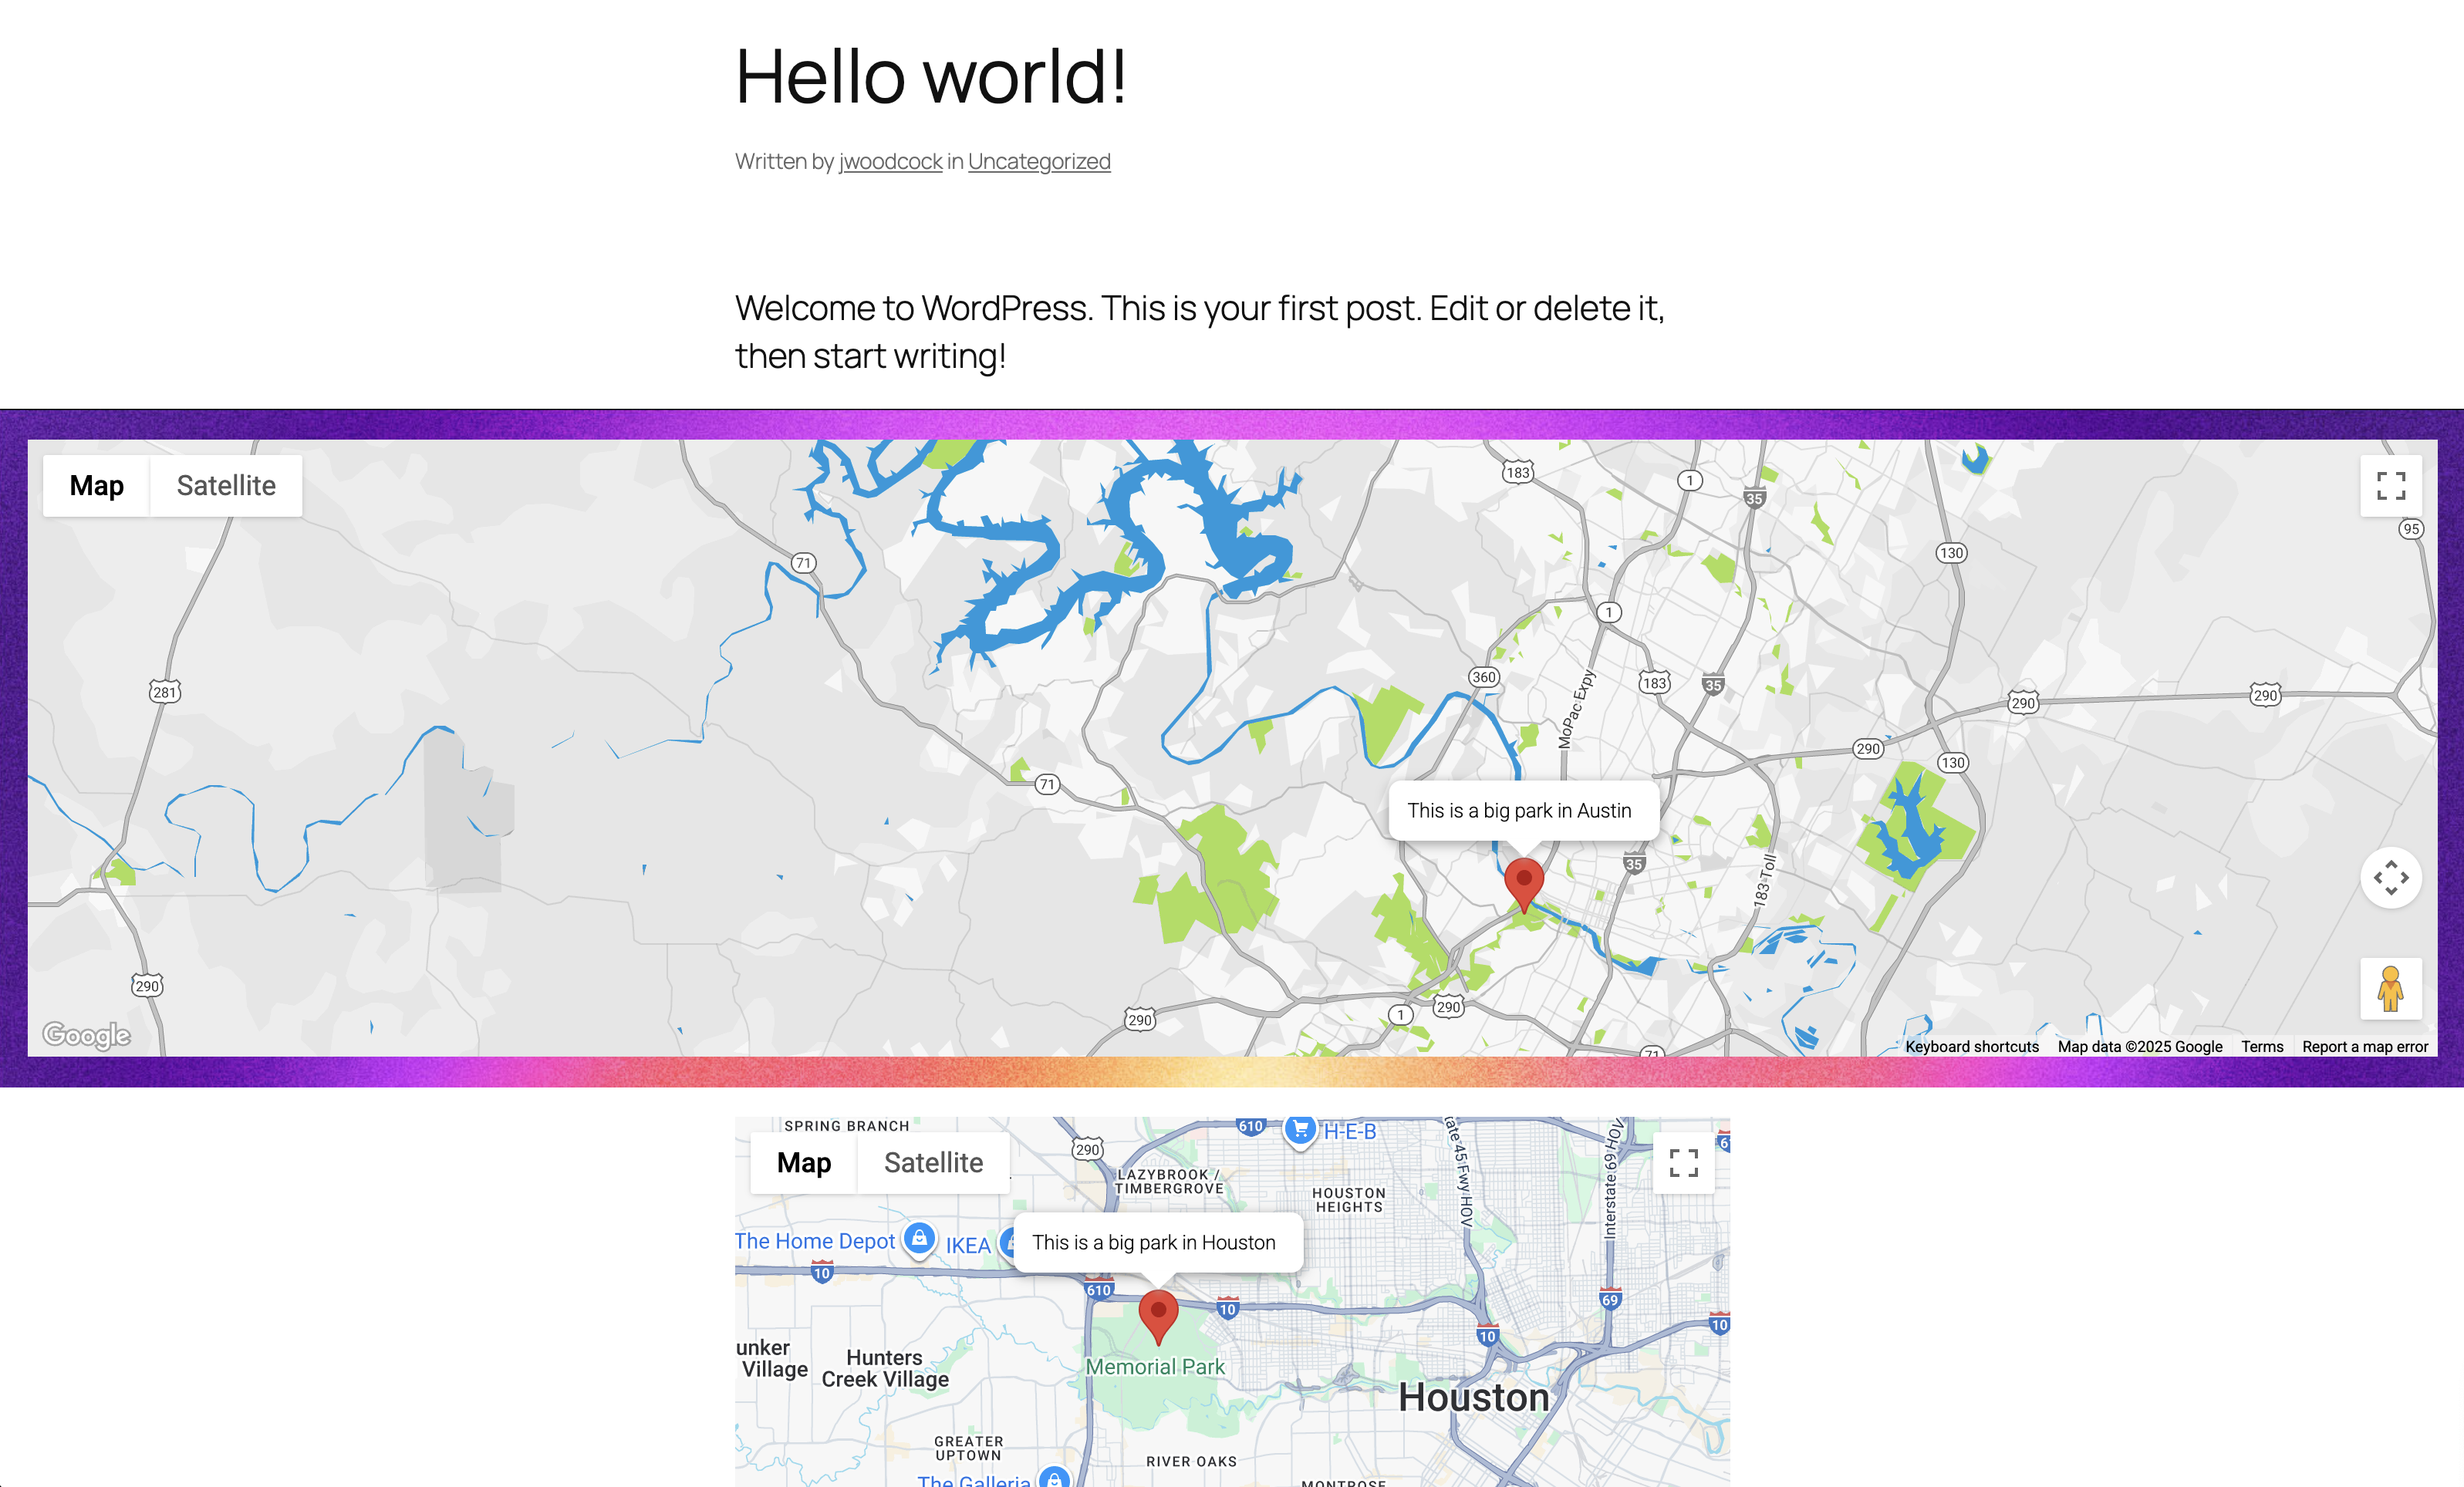 Hello world!
Written by jwoodcock in Uncategorized
Welcome to WordPress. This is your first post. Edit or delete it,
then start writing!
Map
Satellite
183
1
35
95
130
71
1
281
360
183
35
MoPac Expy
290
290
290
130
71
This is a big park in Austin
35
183 Toll
290
290
1
290
71
Google
Keyboard shortcuts
Map data ©2025 Google
Terms
Report a map error
SPRING BRANCH
610
H-E-B
290
Map
Satellite
LAZYBROOK /
TIMBERGROVE
HOUSTON
HEIGHTS
45 Fwy HOV
Interstate 69 HOV
The Home Depot
IKEA
This is a big park in Houston
10
610
10
69
10
10
Memorial Park
Village
Hunters
Creek Village
Houston
GREATER
UPTOWN
RIVER OAKS
The Galleria
MONTROSE